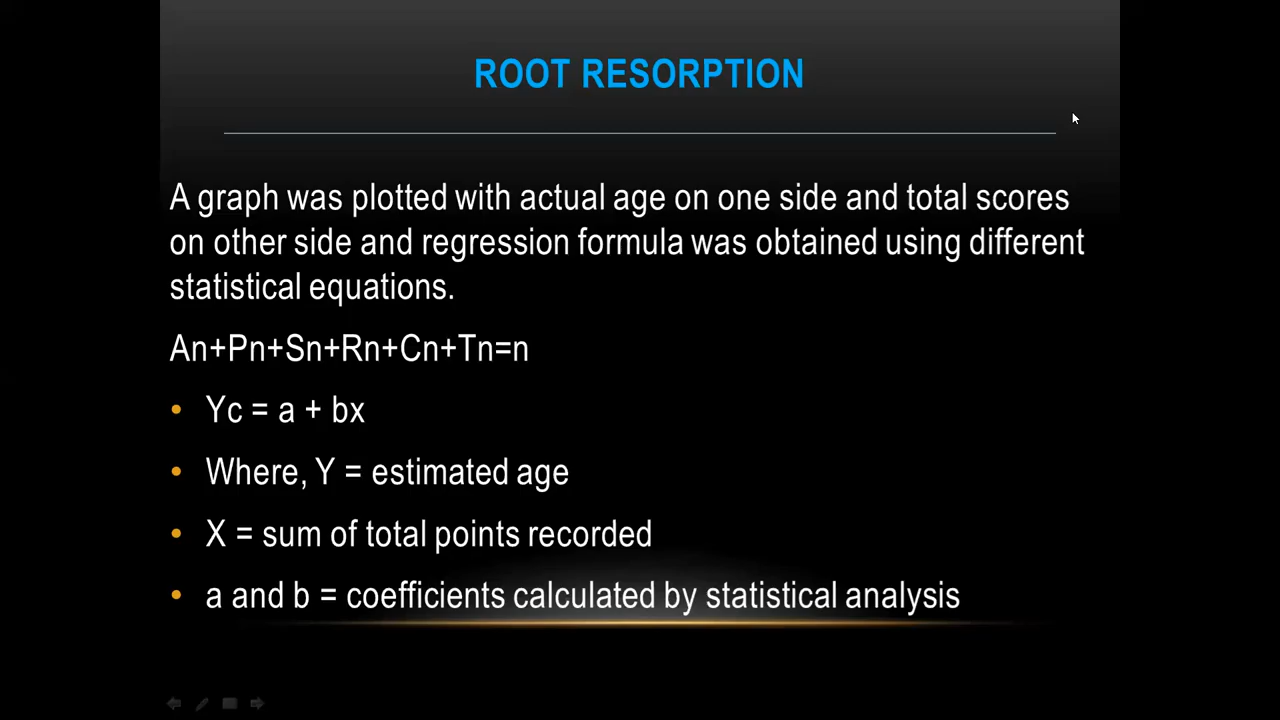 ROOT RESORPTION
A graph was plotted with actual age on one side and total scores
on other side and regression formula was obtained using different
statistical equations.
An+Pn+Sn+Rn+Cn+Tn=n
• Yc = a + bx
• Where, Y = estimated age
• X = sum of total points recorded
• a and b = coefficients calculated by statistical analysis